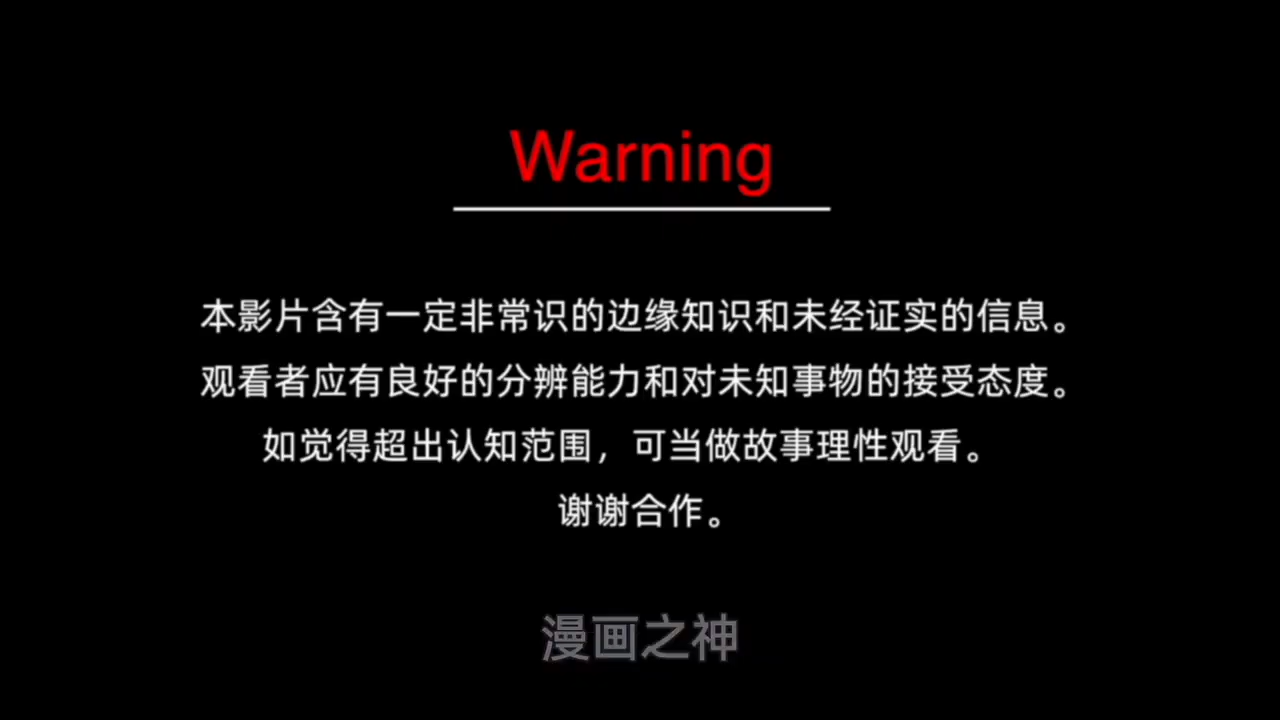 Warning
本影片含有一定非常识的边缘知识和未经证实的信息。
观看者应有良好的分辨能力和对未知事物的接受态度。
如觉得超出认知范围，可当做故事理性观看。
谢谢合作。
漫画之神